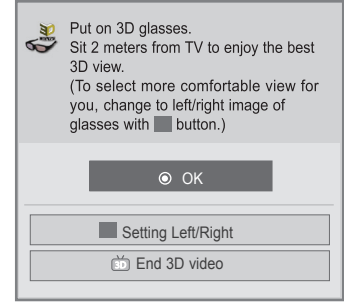 Put on 3D glasses.
Sit 2 meters from TV to enjoy the best
3D view.
(To select more comfortable view for
you, change to left/right image of
glasses with button.)
OK
Setting Left/Right
3D End 3D video